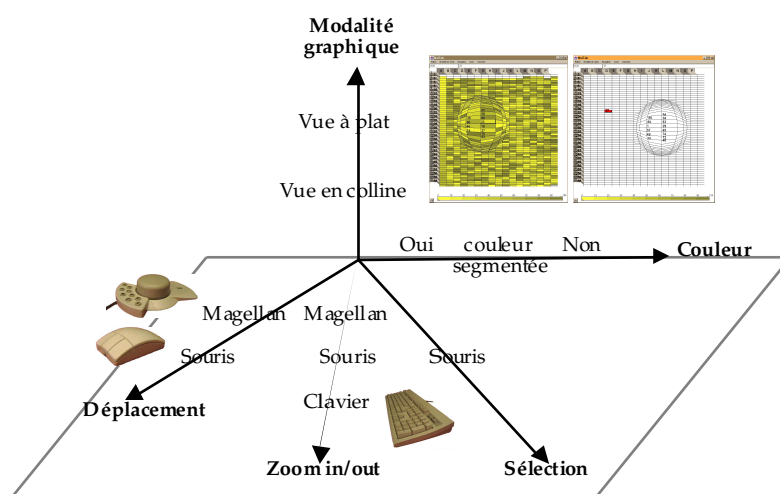 Modalité
graphique
Vue à plat
Vue en colline
Oui couleur Non
segmentée
Couleur
Magellan Magellan
Souris Souris Souris
Clavier
Déplacement
Zoom in/out
Sélection